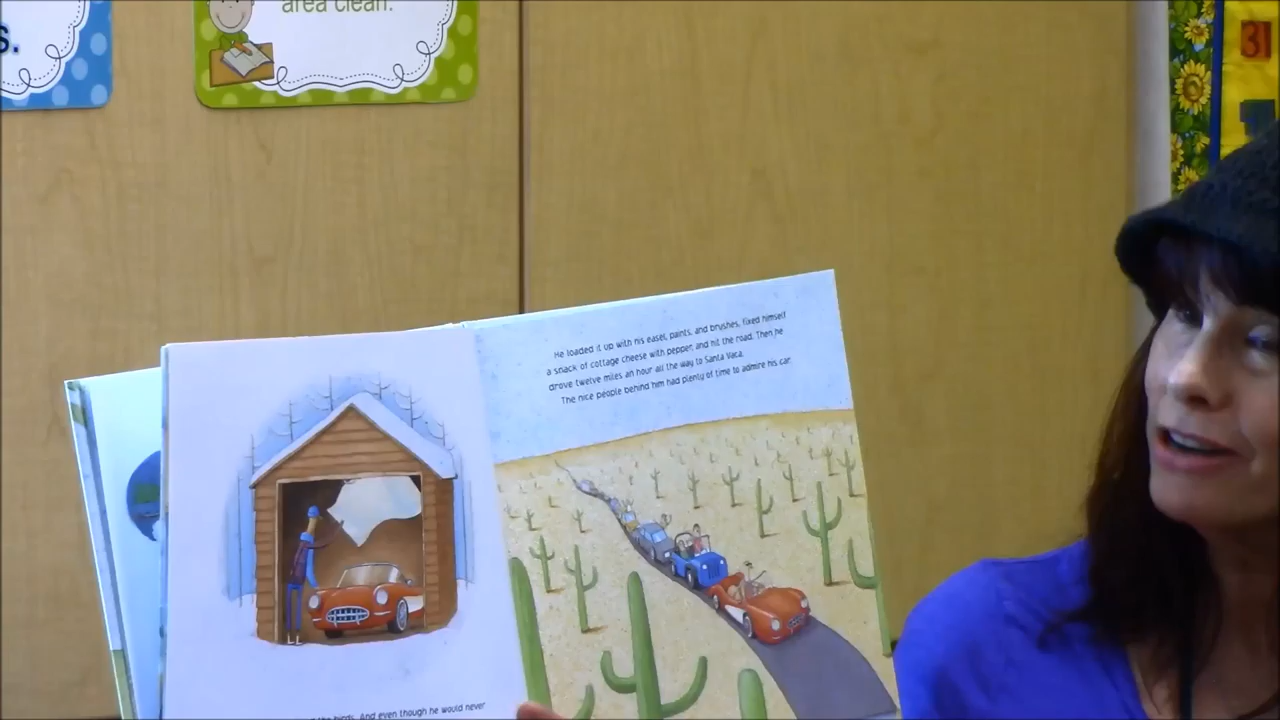 s.
area clean.
31
He loaded it up with his easel, paints, and brushes, fixed himself
a snack of cottage cheese with pepper, and hit the road. Then he
drove twelve miles an hour all the way to Santa Vaca.
The nice people behind him had plenty of time to admire his car.
the birds. And even though he would never